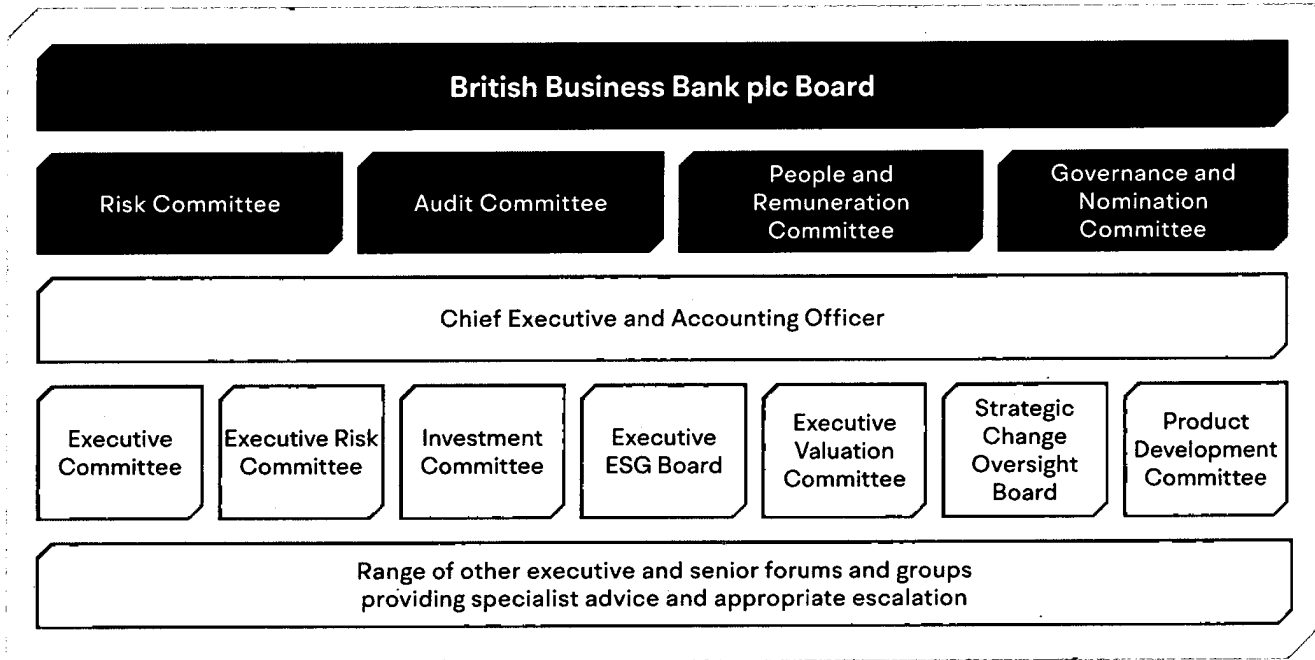 British Business Bank plc Board
Risk Committee
Audit Committee
People and
Remuneration
Committee
Governance and
Nomination
Committee
Chief Executive and Accounting Officer
Executive
Committee
Executive Risk
Committee
Investment
Committee
Executive
ESG Board
Executive
Valuation
Committee
Strategic
Change
Oversight
Board
Product
Development
Committee
Range of other executive and senior forums and groups
providing specialist advice and appropriate escalation